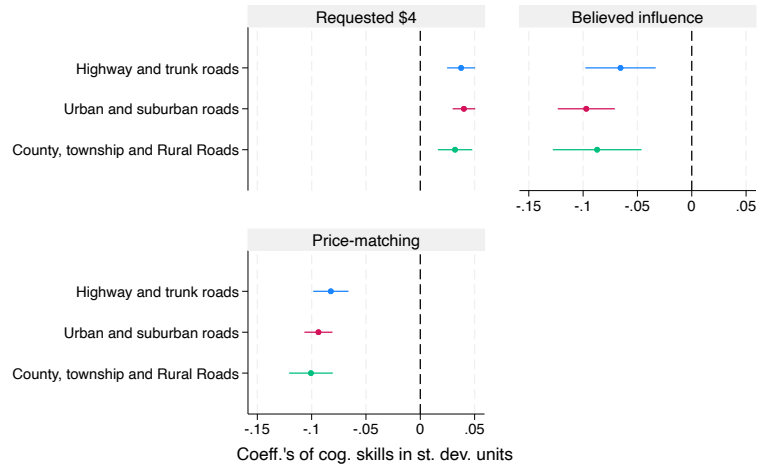 Requested $4
Believed influence
Highway and trunk roads
Urban and suburban roads
County, township and Rural Roads
-.15 -.1 -.05 0 .05
Price-matching
Highway and trunk roads
Urban and suburban roads
County, township and Rural Roads
-.15 -.1 -.05 0 .05
Coeff.'s of cog. skills in st. dev. units